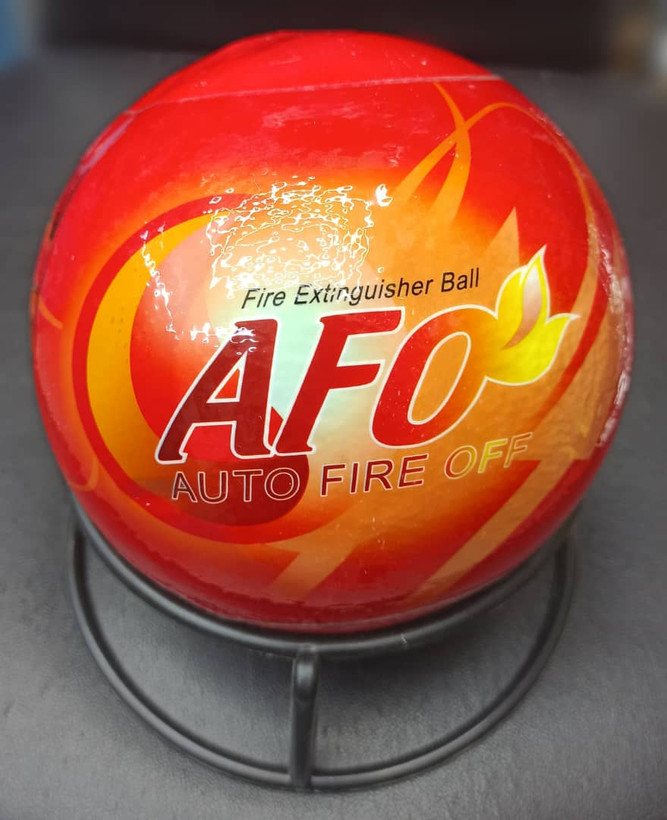 Fire Extinguisher Ball
AFO
AUTO FIRE OFF